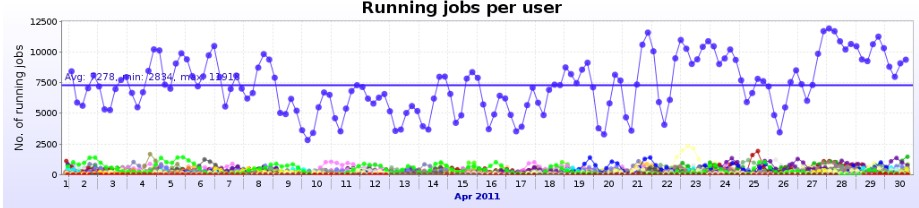 Running jobs per user
No. of running jobs
12500
10000
7500
5000
2500
0
Avg: 7278, min: 2834, max: 11919
1 2 3 4 5 6 7 8 9 10 11 12 13 14 15 16 17 18 19 20 21 22 23 24 25 26 27 28 29 30
Apr 2011